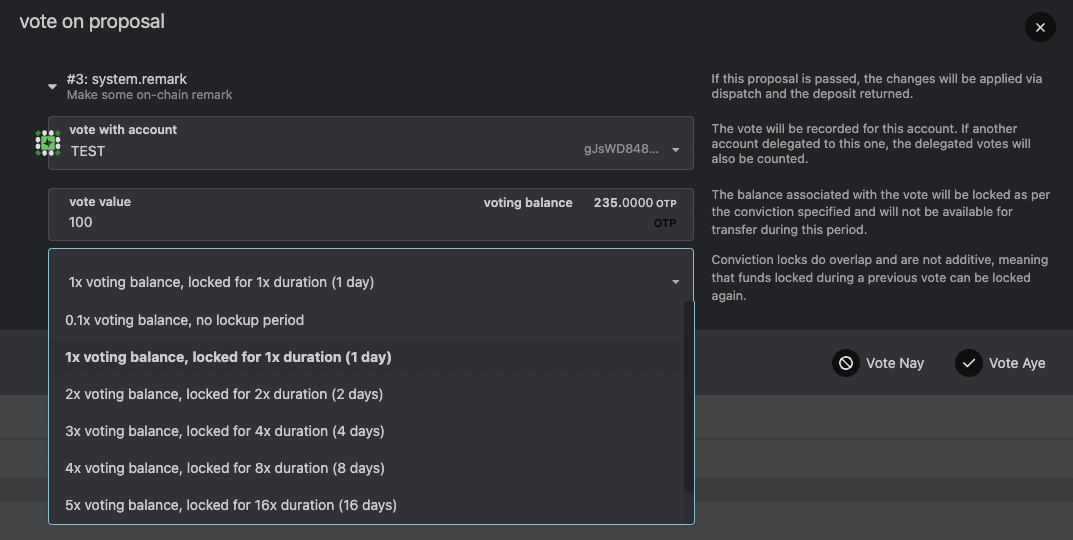 vote on proposal
#3: system.remark
Make some on-chain remark
If this proposal is passed, the changes will be applied via
dispatch and the deposit returned.
vote with account
TEST
gJsWD848...
The vote will be recorded for this account. If another
account delegated to this one, the delegated votes will
also be counted.
vote value
100
voting balance 235.0000 OTP
OTP
The balance associated with the vote will be locked as per
the conviction specified and will not be available for
transfer during this period.
Conviction locks do overlap and are not additive, meaning
that funds locked during a previous vote can be locked
again.
1x voting balance, locked for 1x duration (1 day)
0.1x voting balance, no lockup period
1x voting balance, locked for 1x duration (1 day)
2x voting balance, locked for 2x duration (2 days)
3x voting balance, locked for 4x duration (4 days)
4x voting balance, locked for 8x duration (8 days)
5x voting balance, locked for 16x duration (16 days)
Vote Nay
Vote Aye